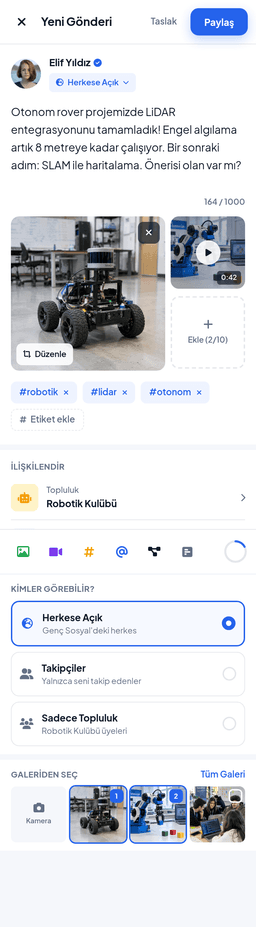 Yeni Gönderi
Taslak
Paylaş
Elif Yıldız
Herkese Açık
Otonom rover projemizde LiDAR
entegrasyonunu tamamladık! Engel algılama
artık 8 metreye kadar çalışıyor. Bir sonraki
adım: SLAM ile haritalama. Önerisi olan var mı?
164 / 1000
0:42
Düzenle
Ekle (2/10)
#robotik ×
#lidar ×
#otonom ×
# Etiket ekle
İLİŞKİLENDİR
Topluluk
Robotik Kulübü
KİMLER GÖREBİLİR?
Herkese Açık
Genç Sosyal'deki herkes
Takipçiler
Yalnızca seni takip edenler
Sadece Topluluk
Robotik Kulübü üyeleri
GALERİDEN SEÇ
Tüm Galeri
Kamera
1
2